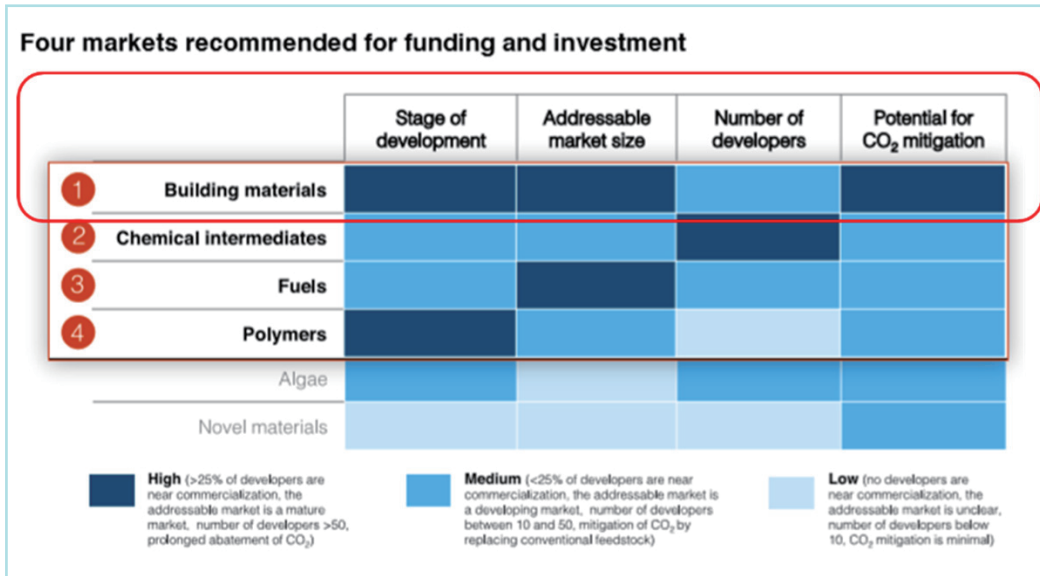 Four markets recommended for funding and investment
Stage of
development
Addressable
market size
Number of
developers
Potential for
CO₂ mitigation
1 Building materials
2 Chemical intermediates
3 Fuels
4 Polymers
Algae
Novel materials
High (>25% of developers are
near commercialization, the
addressable market is a mature
market, number of developers >50,
prolonged abatement of CO₂)
Medium (<25% of developers are near
commercialization, the addressable market is
a developing market, number of developers
between 10 and 50, mitigation of CO₂ by
replacing conventional feedstock)
Low (no developers are
near commercialization, the
addressable market is unclear,
number of developers below
10, CO₂ mitigation is minimal)